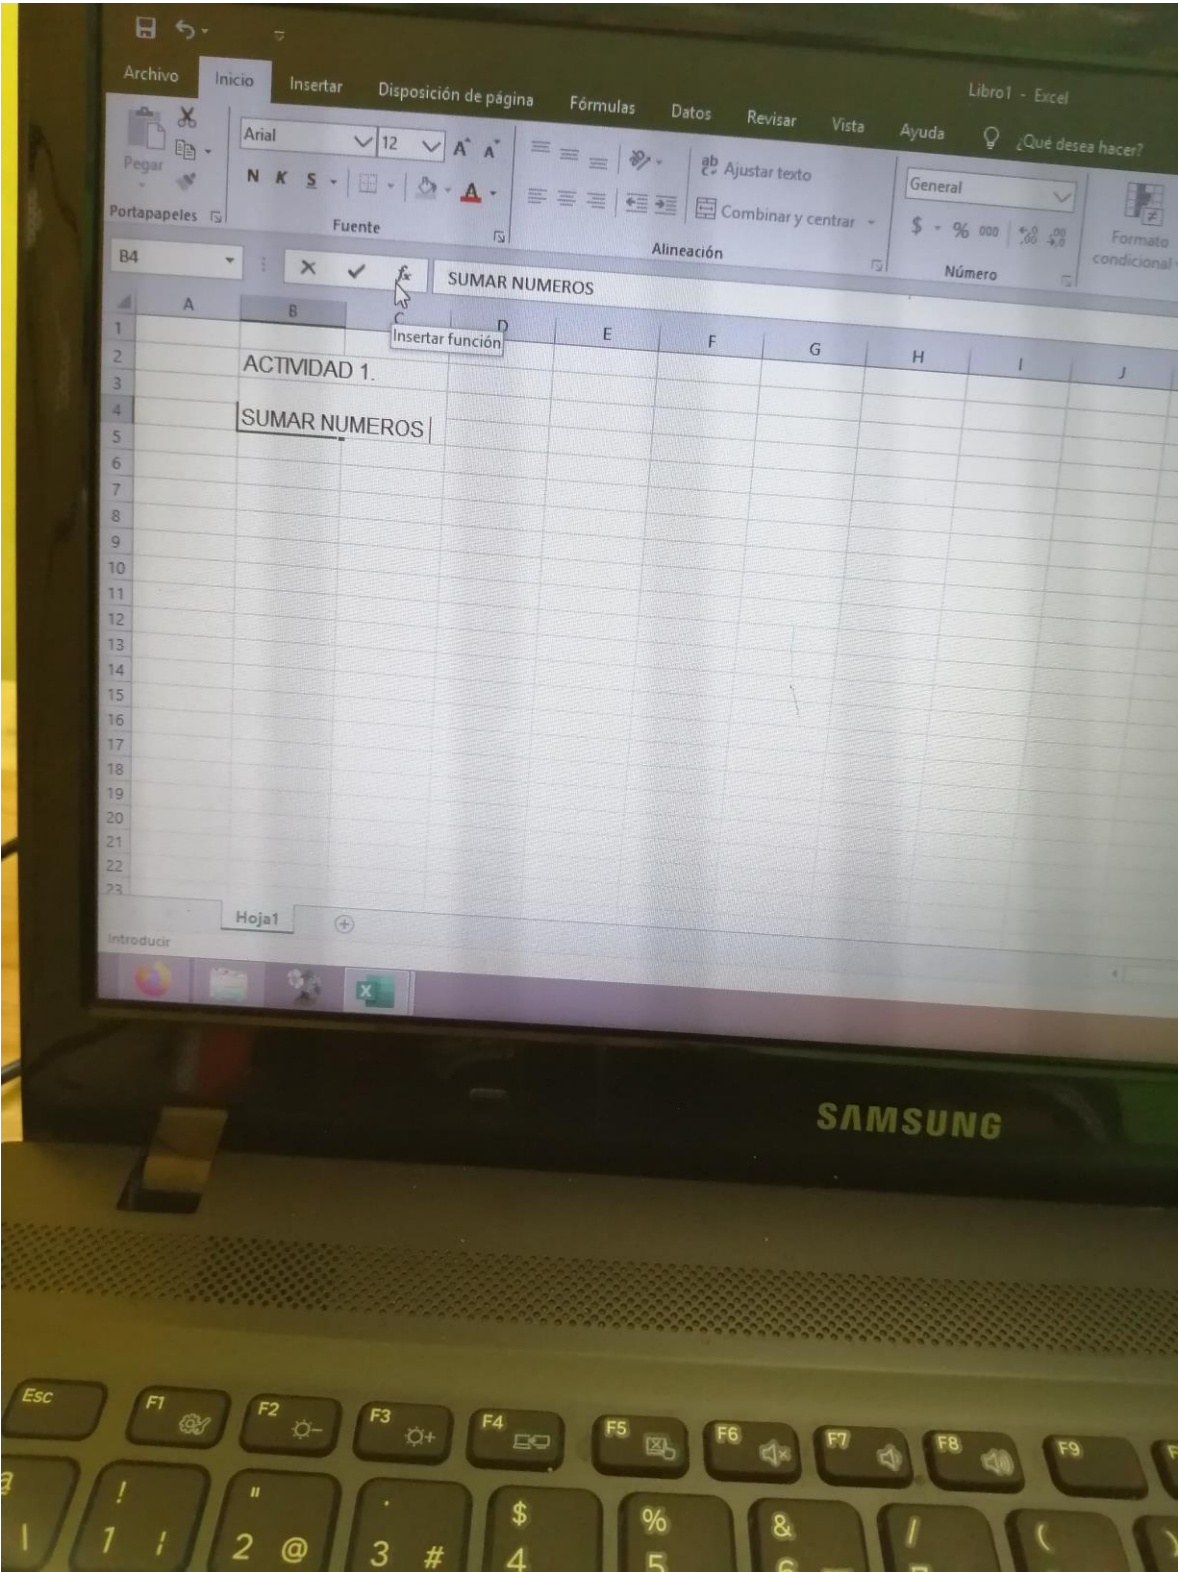 Libro1 - Excel
Archivo Inicio Insertar Disposición de página Fórmulas Datos Revisar Vista Ayuda ¿Qué desea hacer?
Pegar
Arial 12 A A
ab Ajustar texto
General
N K S A
Combinar y centrar
$ % 000
Formato condicional
Portapapeles Fuente Alineación Número
B4 fx SUMAR NUMEROS
A B C D E F G H I J
Insertar función
1
2 ACTIVIDAD 1.
3
4 SUMAR NUMEROS
5
6
7
8
9
10
11
12
13
14
15
16
17
18
19
20
21
22
23
Hoja1
Introducir
SAMSUNG
Esc F1 F2 F3 F4 F5 F6 F7 F8 F9
! " · $ % & / (
1 2 @ 3 # 4 5